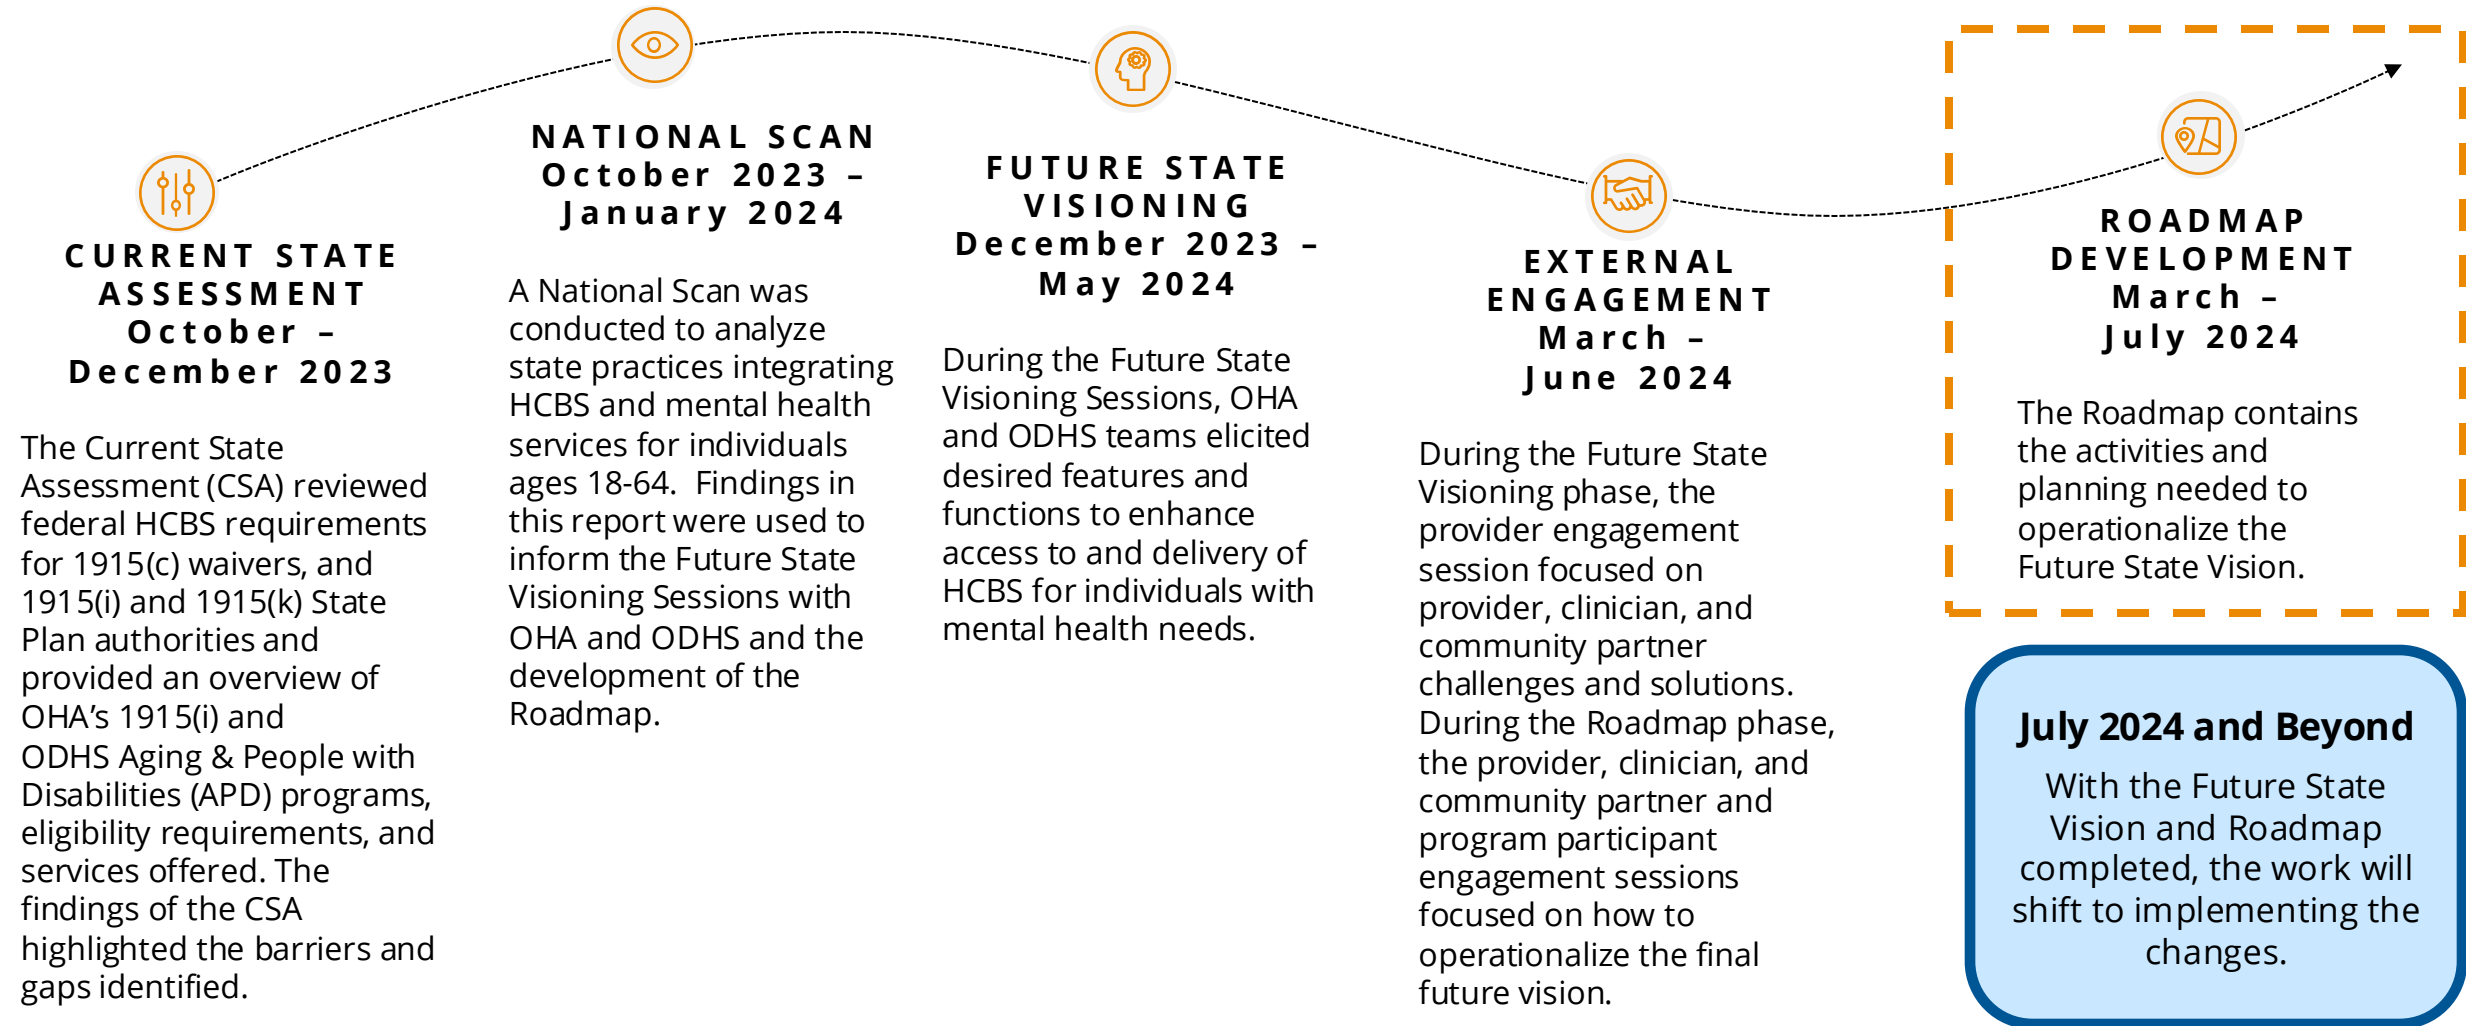 CURRENT STATE
ASSESSMENT
October –
December 2023
The Current State
Assessment (CSA) reviewed
federal HCBS requirements
for 1915(c) waivers, and
1915(i) and 1915(k) State
Plan authorities and
provided an overview of
OHA’s 1915(i) and
ODHS Aging & People with
Disabilities (APD) programs,
eligibility requirements, and
services offered. The
findings of the CSA
highlighted the barriers and
gaps identified.
NATIONAL SCAN
October 2023 –
January 2024
A National Scan was
conducted to analyze
state practices integrating
HCBS and mental health
services for individuals
ages 18-64.  Findings in
this report were used to
inform the Future State
Visioning Sessions with
OHA and ODHS and the
development of the
Roadmap.
FUTURE STATE
VISIONING
December 2023 –
May 2024
During the Future State
Visioning Sessions, OHA
and ODHS teams elicited
desired features and
functions to enhance
access to and delivery of
HCBS for individuals with
mental health needs.
EXTERNAL
ENGAGEMENT
March –
June 2024
During the Future State
Visioning phase, the
provider engagement
session focused on
provider, clinician, and
community partner
challenges and solutions.
During the Roadmap phase,
the provider, clinician, and
community partner and
program participant
engagement sessions
focused on how to
operationalize the final
future vision.
ROADMAP
DEVELOPMENT
March –
July 2024
The Roadmap contains
the activities and
planning needed to
operationalize the
Future State Vision.
July 2024 and Beyond
With the Future State
Vision and Roadmap
completed, the work will
shift to implementing the
changes.